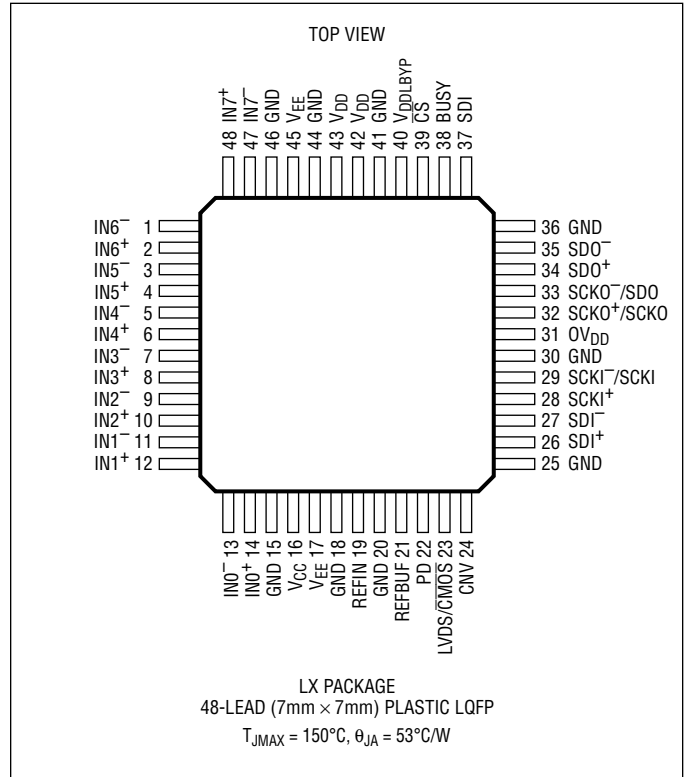 TOP VIEW
48 IN7+
47 IN7–
46 GND
45 VEE
44 GND
43 VDD
42 VDD
41 GND
40 VDDLBYP
39 C̅S̅
38 BUSY
37 SDI
IN6– 1
IN6+ 2
IN5– 3
IN5+ 4
IN4– 5
IN4+ 6
IN3– 7
IN3+ 8
IN2– 9
IN2+ 10
IN1– 11
IN1+ 12
36 GND
35 SDO–
34 SDO+
33 SCKO–/SDO
32 SCKO+/SCKO
31 OVDD
30 GND
29 SCKI–/SCKI
28 SCKI+
27 SDI–
26 SDI+
25 GND
IN0– 13
IN0+ 14
GND 15
VCC 16
VEE 17
GND 18
REFIN 19
GND 20
REFBUF 21
PD 22
LVDS/C̅M̅O̅S̅ 23
CNV 24
LX PACKAGE
48-LEAD (7mm × 7mm) PLASTIC LQFP
TJMAX = 150°C, θJA = 53°C/W